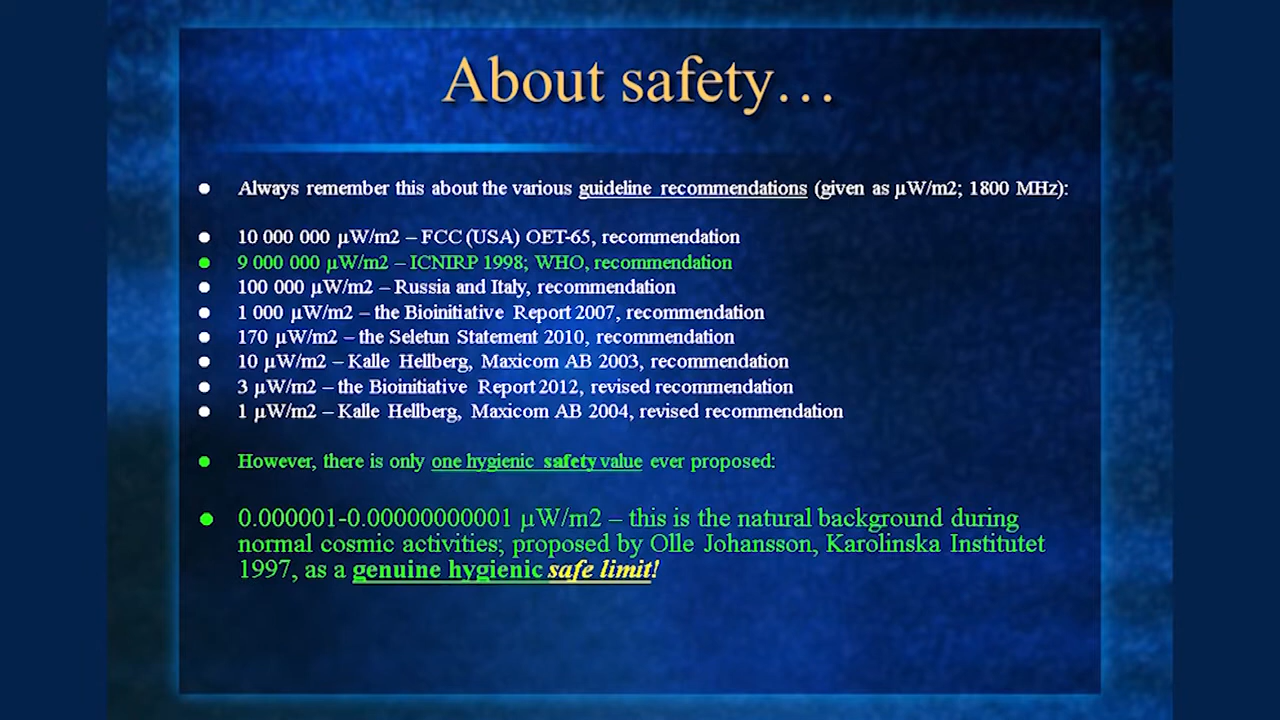 About safety…
Always remember this about the various guideline recommendations (given as µW/m2; 1800 MHz):
10 000 000 µW/m2 – FCC (USA) OET-65, recommendation
9 000 000 µW/m2 – ICNIRP 1998; WHO, recommendation
100 000 µW/m2 – Russia and Italy, recommendation
1 000 µW/m2 – the Bioinitiative Report 2007, recommendation
170 µW/m2 – the Seletun Statement 2010, recommendation
10 µW/m2 – Kalle Hellberg, Maxicom AB 2003, recommendation
3 µW/m2 – the Bioinitiative Report 2012, revised recommendation
1 µW/m2 – Kalle Hellberg, Maxicom AB 2004, revised recommendation
However, there is only one hygienic safety value ever proposed:
0.000001-0.00000000001 µW/m2 – this is the natural background during
normal cosmic activities; proposed by Olle Johansson, Karolinska Institutet
1997, as a genuine hygienic safe limit!